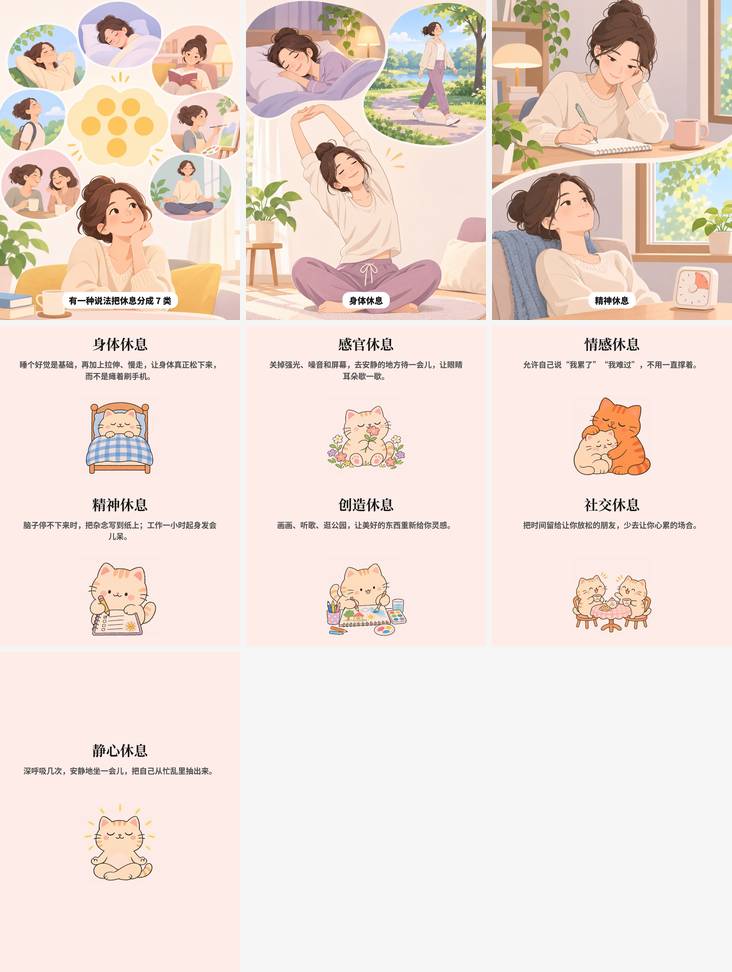 有一种说法把休息分成 7 类
身体休息
精神休息
身体休息
睡个好觉是基础，再加上拉伸、慢走，让身体真正松下来，
而不是瘫着刷手机。
精神休息
脑子停不下来时，把杂念写到纸上；工作一小时起身发会
儿呆。
感官休息
关掉强光、噪音和屏幕，去安静的地方待一会儿，让眼睛
耳朵歇一歇。
创造休息
画画、听歌、逛公园，让美好的东西重新给你灵感。
情感休息
允许自己说“我累了”“我难过”，不用一直撑着。
社交休息
把时间留给让你放松的朋友，少去让你心累的场合。
静心休息
深呼吸几次，安静地坐一会儿，把自己从忙乱里抽出来。